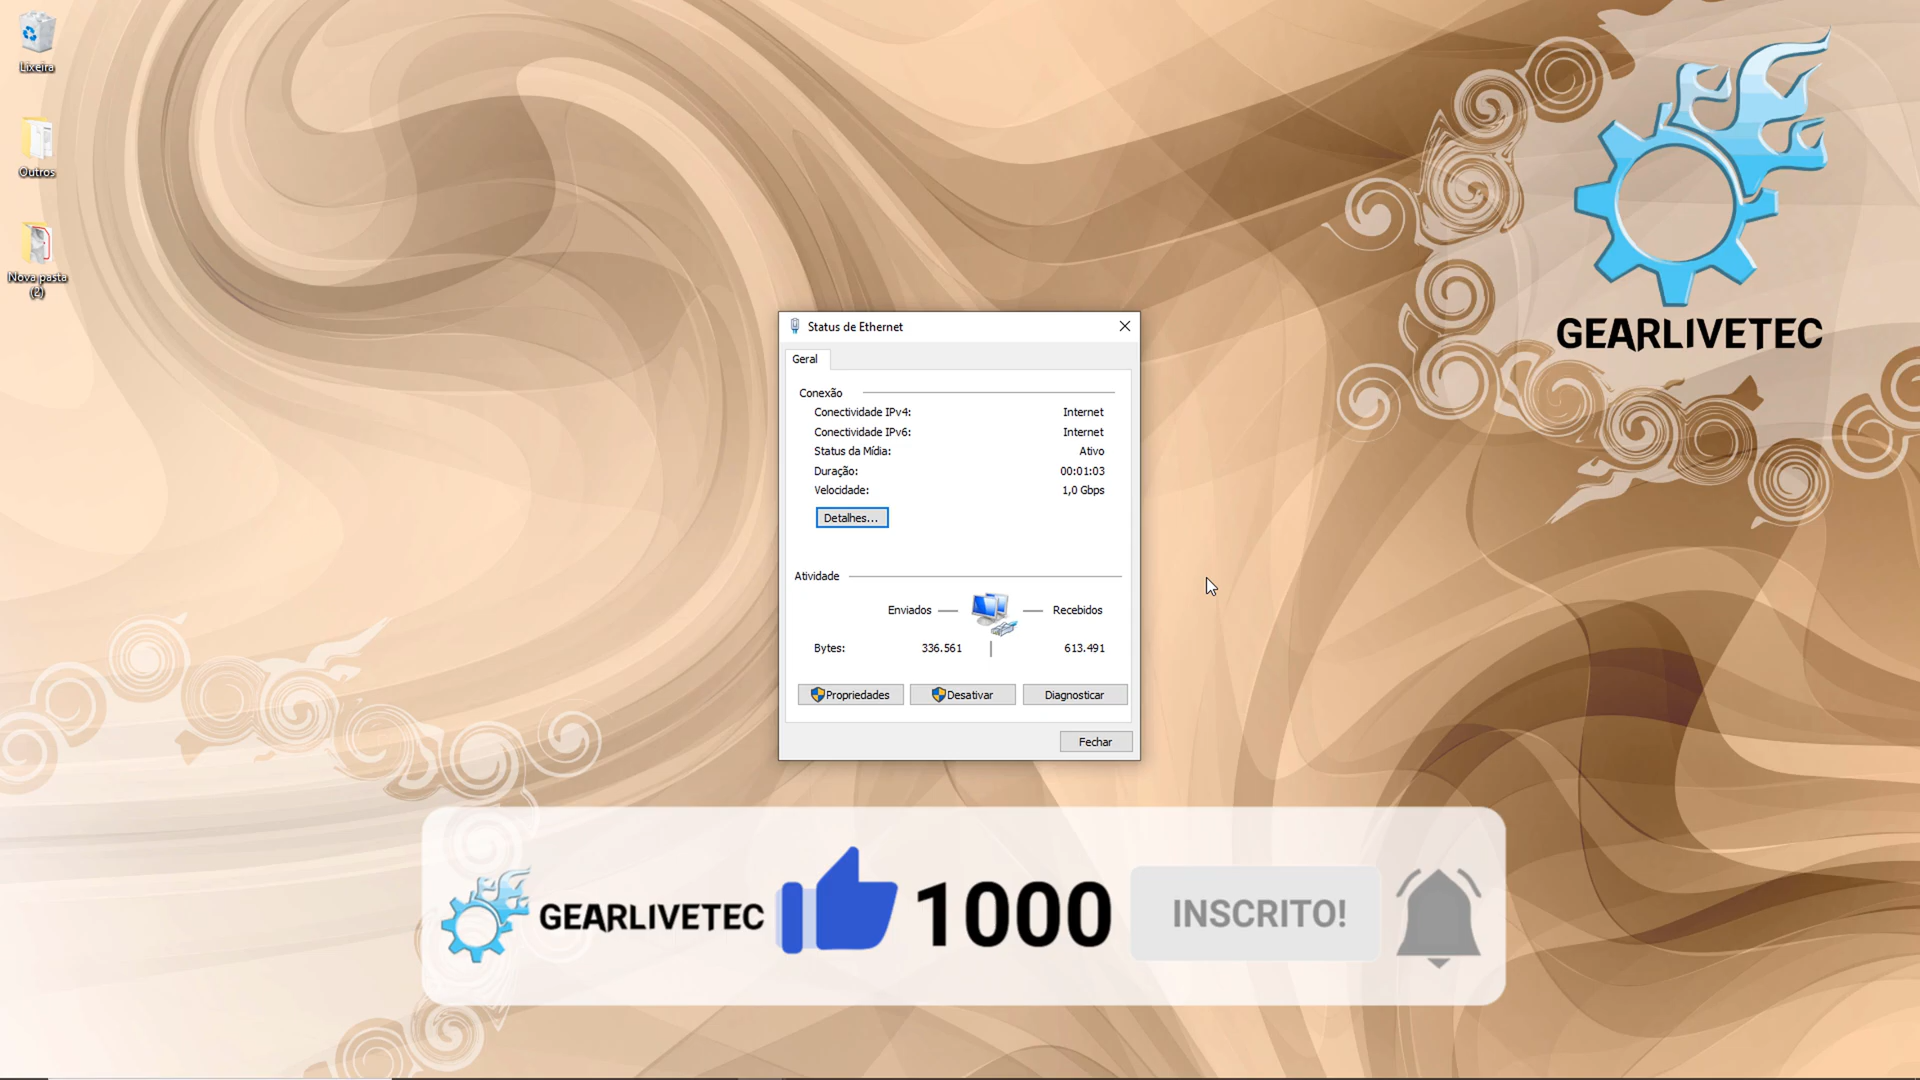 Lixeira
Outros
Nova pasta
(2)
GEARLIVETEC
Status de Ethernet
Geral
Conexão
Conectividade IPv4: Internet
Conectividade IPv6: Internet
Status da Mídia: Ativo
Duração: 00:01:03
Velocidade: 1,0 Gbps
Detalhes...
Atividade
Enviados Recebidos
Bytes: 336.561 613.491
Propriedades Desativar Diagnosticar
Fechar
GEARLIVETEC 1000 INSCRITO!